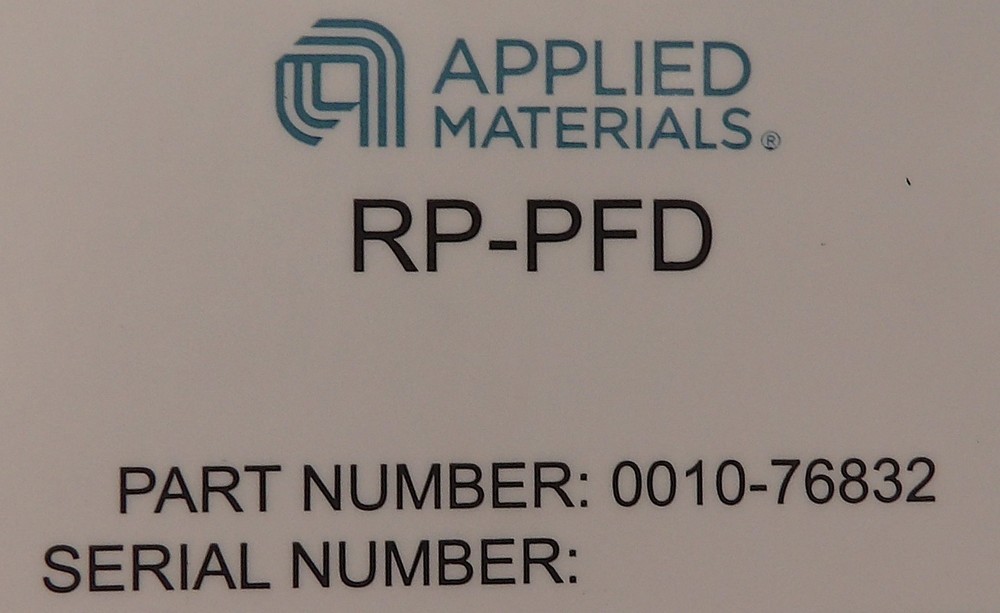 APPLIED
MATERIALS®
RP-PFD
PART NUMBER: 0010-76832
SERIAL NUMBER: